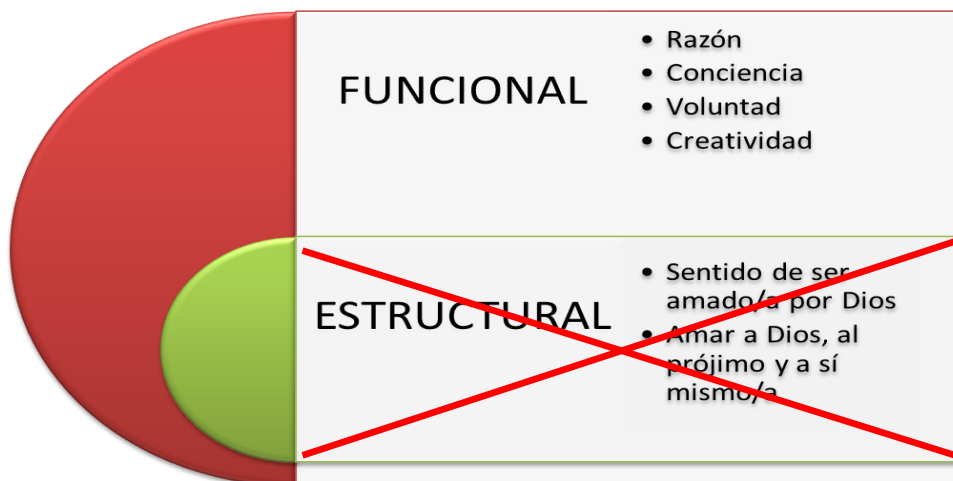 FUNCIONAL
• Razón
• Conciencia
• Voluntad
• Creatividad
ESTRUCTURAL
• Sentido de ser
amado/a por Dios
• Amar a Dios, al
prójimo y a sí
mismo/a